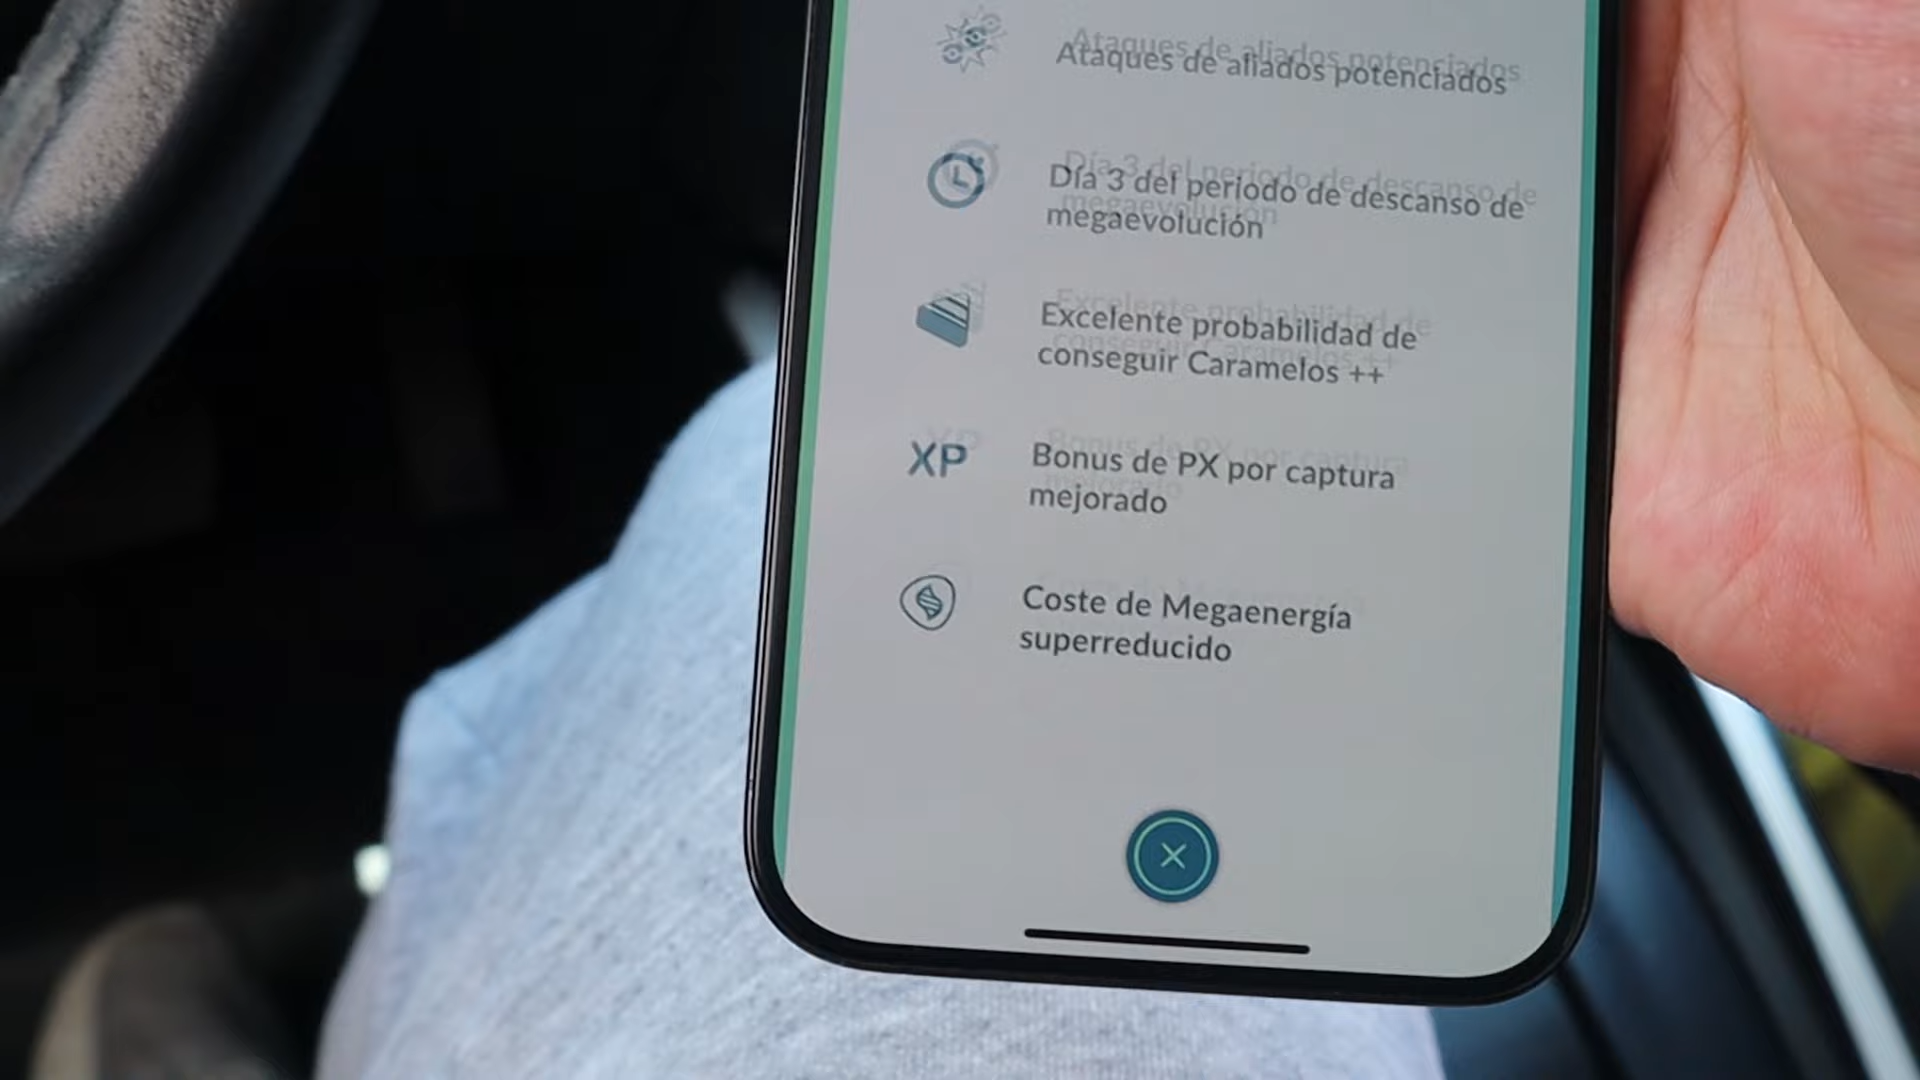 Ataques de aliados potenciados
Día 3 del periodo de descanso de
megaevolución
Excelente probabilidad de
conseguir Caramelos ++
XP
Bonus de PX por captura
mejorado
Coste de Megaenergía
superreducido